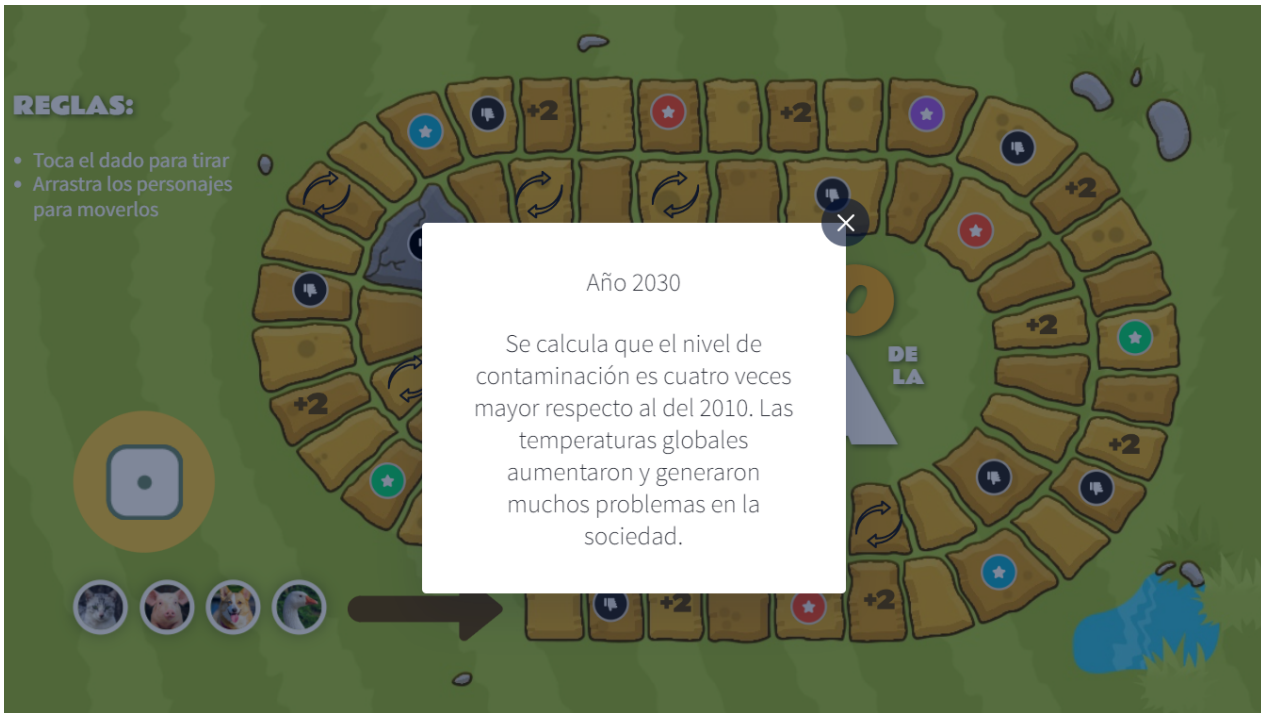 REGLAS:
• Toca el dado para tirar
• Arrastra los personajes
para moverlos
+2
+2
+2
Año 2030
Se calcula que el nivel de
contaminación es cuatro veces
mayor respecto al del 2010. Las
temperaturas globales
aumentaron y generaron
muchos problemas en la
sociedad.
DE
LA
+2
+2
+2
+2
+2